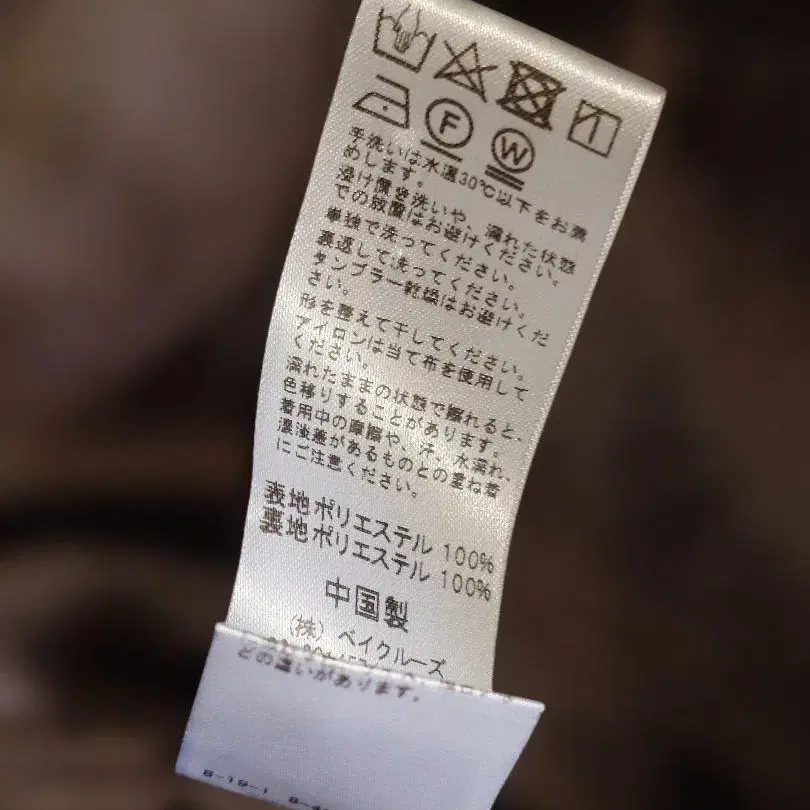 F W
手洗いは水温30℃以下をお薦
めします。
浸け置き洗いや、濡れた状態
での放置はお避けください。
単独で洗ってください。
裏返して洗ってください。
タンブラー乾燥はお避けくだ
さい。
形を整えて干してください。
アイロンは当て布を使用して
ください。
濡れたままの状態で擦れると、
色移りすることがあります。
着用中の摩擦や、汗、水濡れ、
濃淡差があるものとの重ね着
にご注意ください。
表地ポリエステル 100%
裏地ポリエステル 100%
中国製
(株) ベイクルーズ
どの違いがあります。
8-19-1